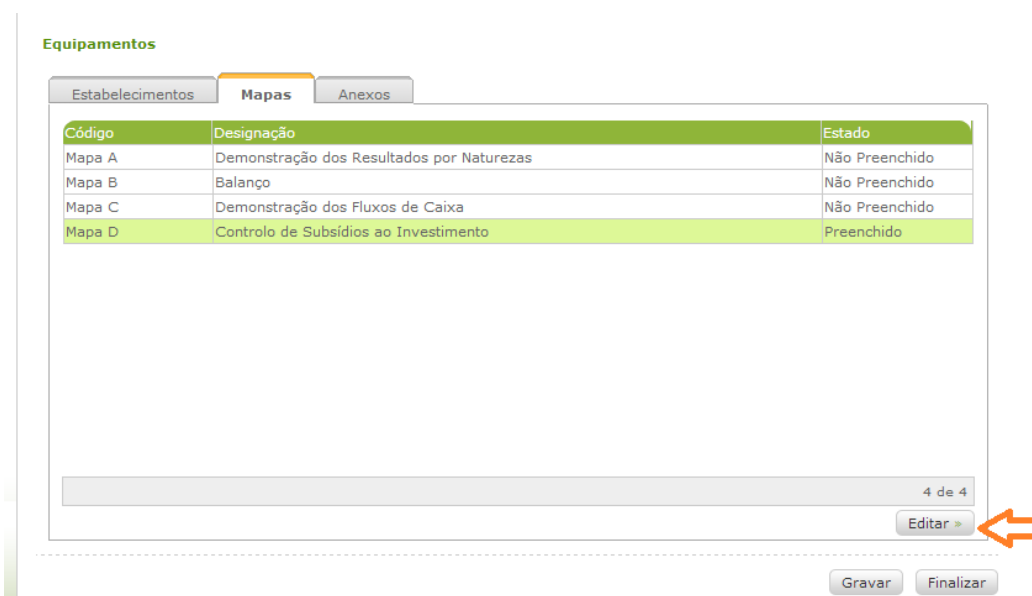 Equipamentos
Estabelecimentos Mapas Anexos
Código Designação Estado
Mapa A Demonstração dos Resultados por Naturezas Não Preenchido
Mapa B Balanço Não Preenchido
Mapa C Demonstração dos Fluxos de Caixa Não Preenchido
Mapa D Controlo de Subsídios ao Investimento Preenchido
4 de 4
Editar »
Gravar Finalizar